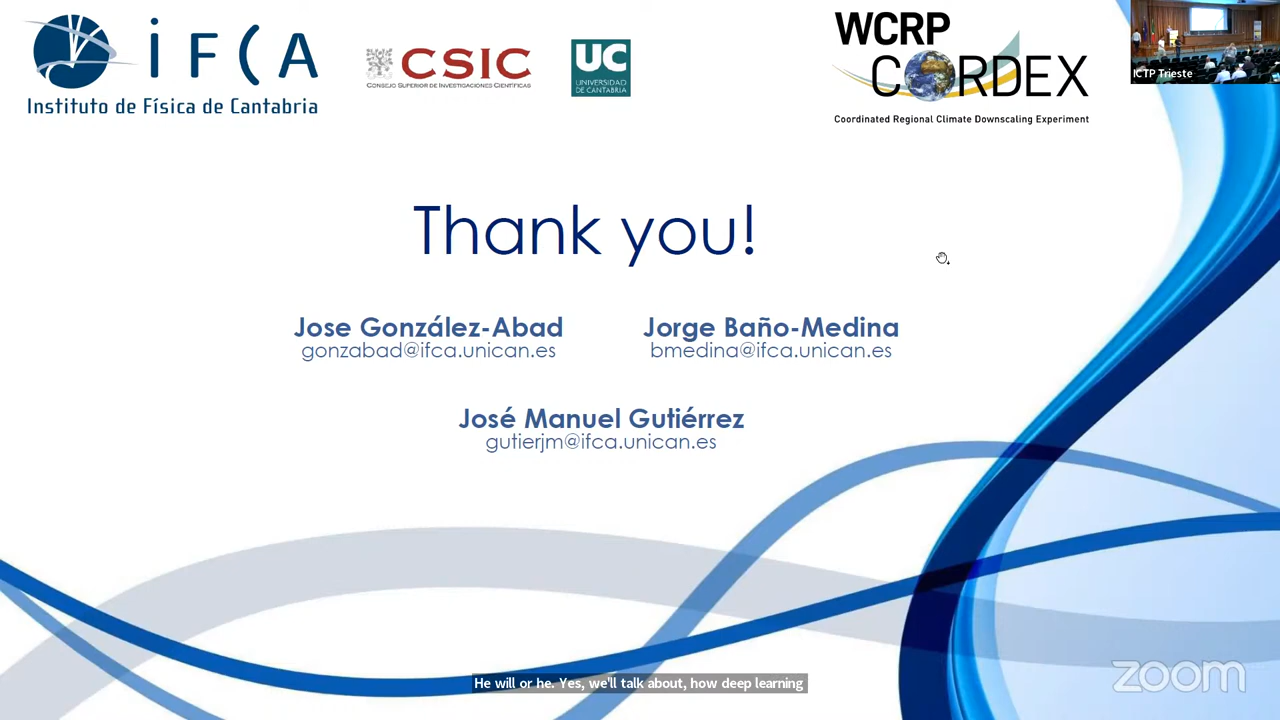 IFCA
Instituto de Física de Cantabria
CSIC
CONSEJO SUPERIOR DE INVESTIGACIONES CIENTÍFICAS
UC
UNIVERSIDAD
DE CANTABRIA
WCRP
CORDEX
Coordinated Regional Climate Downscaling Experiment
ICTP Trieste
Thank you!
Jose González-Abad
gonzabad@ifca.unican.es
Jorge Baño-Medina
bmedina@ifca.unican.es
José Manuel Gutiérrez
gutierjm@ifca.unican.es
He will or he. Yes, we'll talk about, how deep learning
zoom